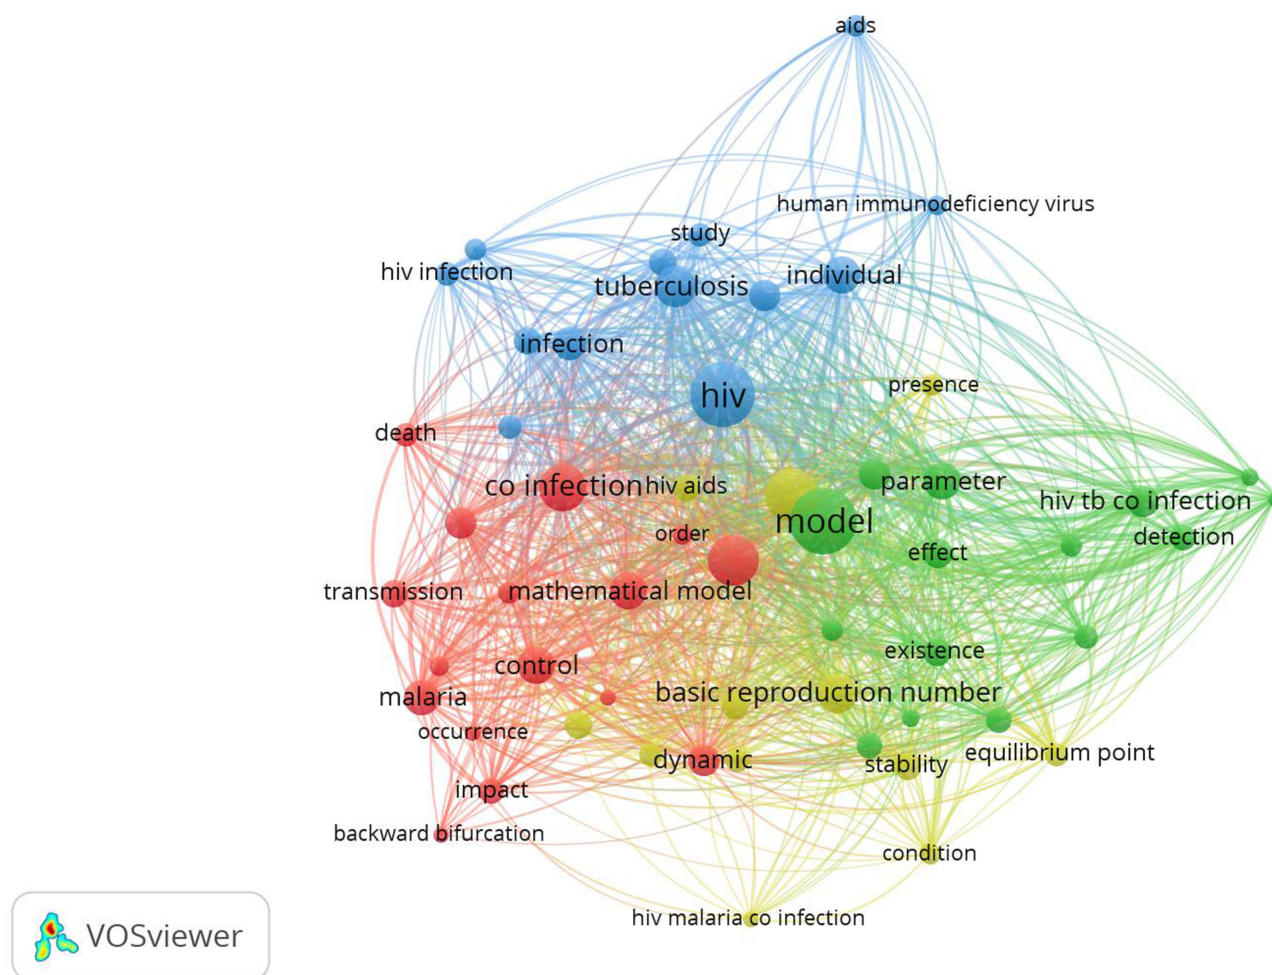 aids
human immunodeficiency virus
study
hiv infection
tuberculosis
individual
infection
hiv
presence
death
co infection
hiv aids
parameter
hiv tb co infection
model
order
effect
detection
transmission
mathematical model
existence
control
basic reproduction number
malaria
occurrence
dynamic
stability
equilibrium point
impact
backward bifurcation
condition
hiv malaria co infection
VOSviewer